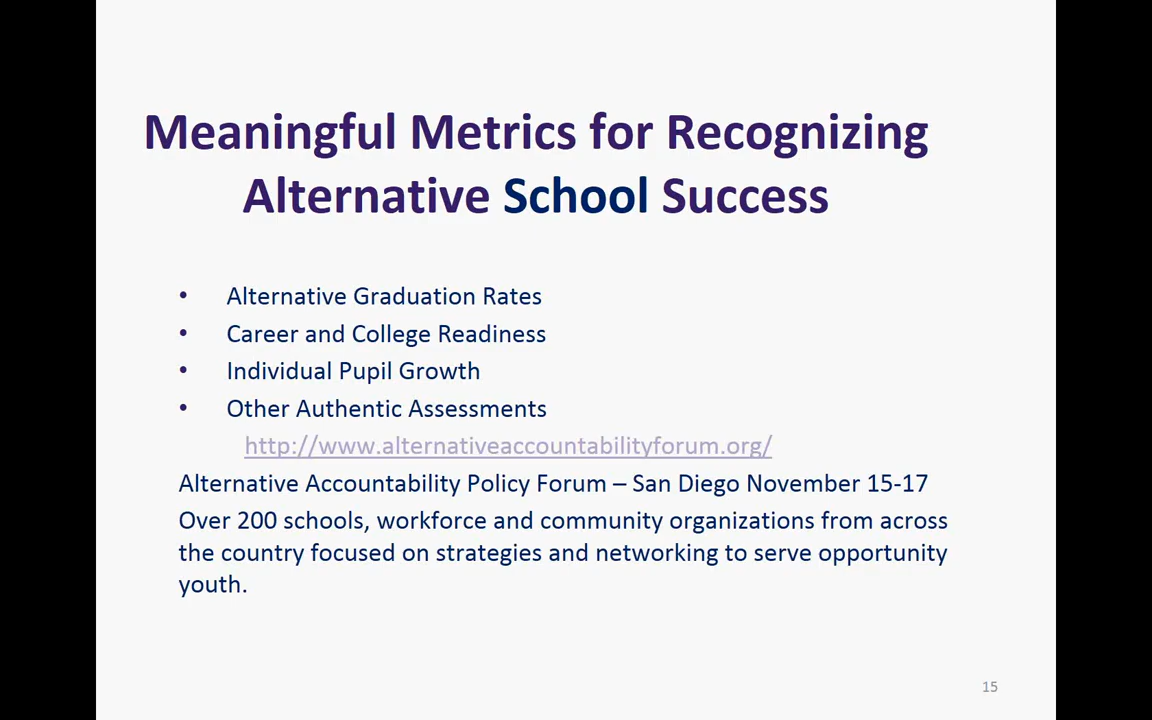 Meaningful Metrics for Recognizing
Alternative School Success
• Alternative Graduation Rates
• Career and College Readiness
• Individual Pupil Growth
• Other Authentic Assessments
http://www.alternativeaccountabilityforum.org/
Alternative Accountability Policy Forum – San Diego November 15-17
Over 200 schools, workforce and community organizations from across
the country focused on strategies and networking to serve opportunity
youth.
15